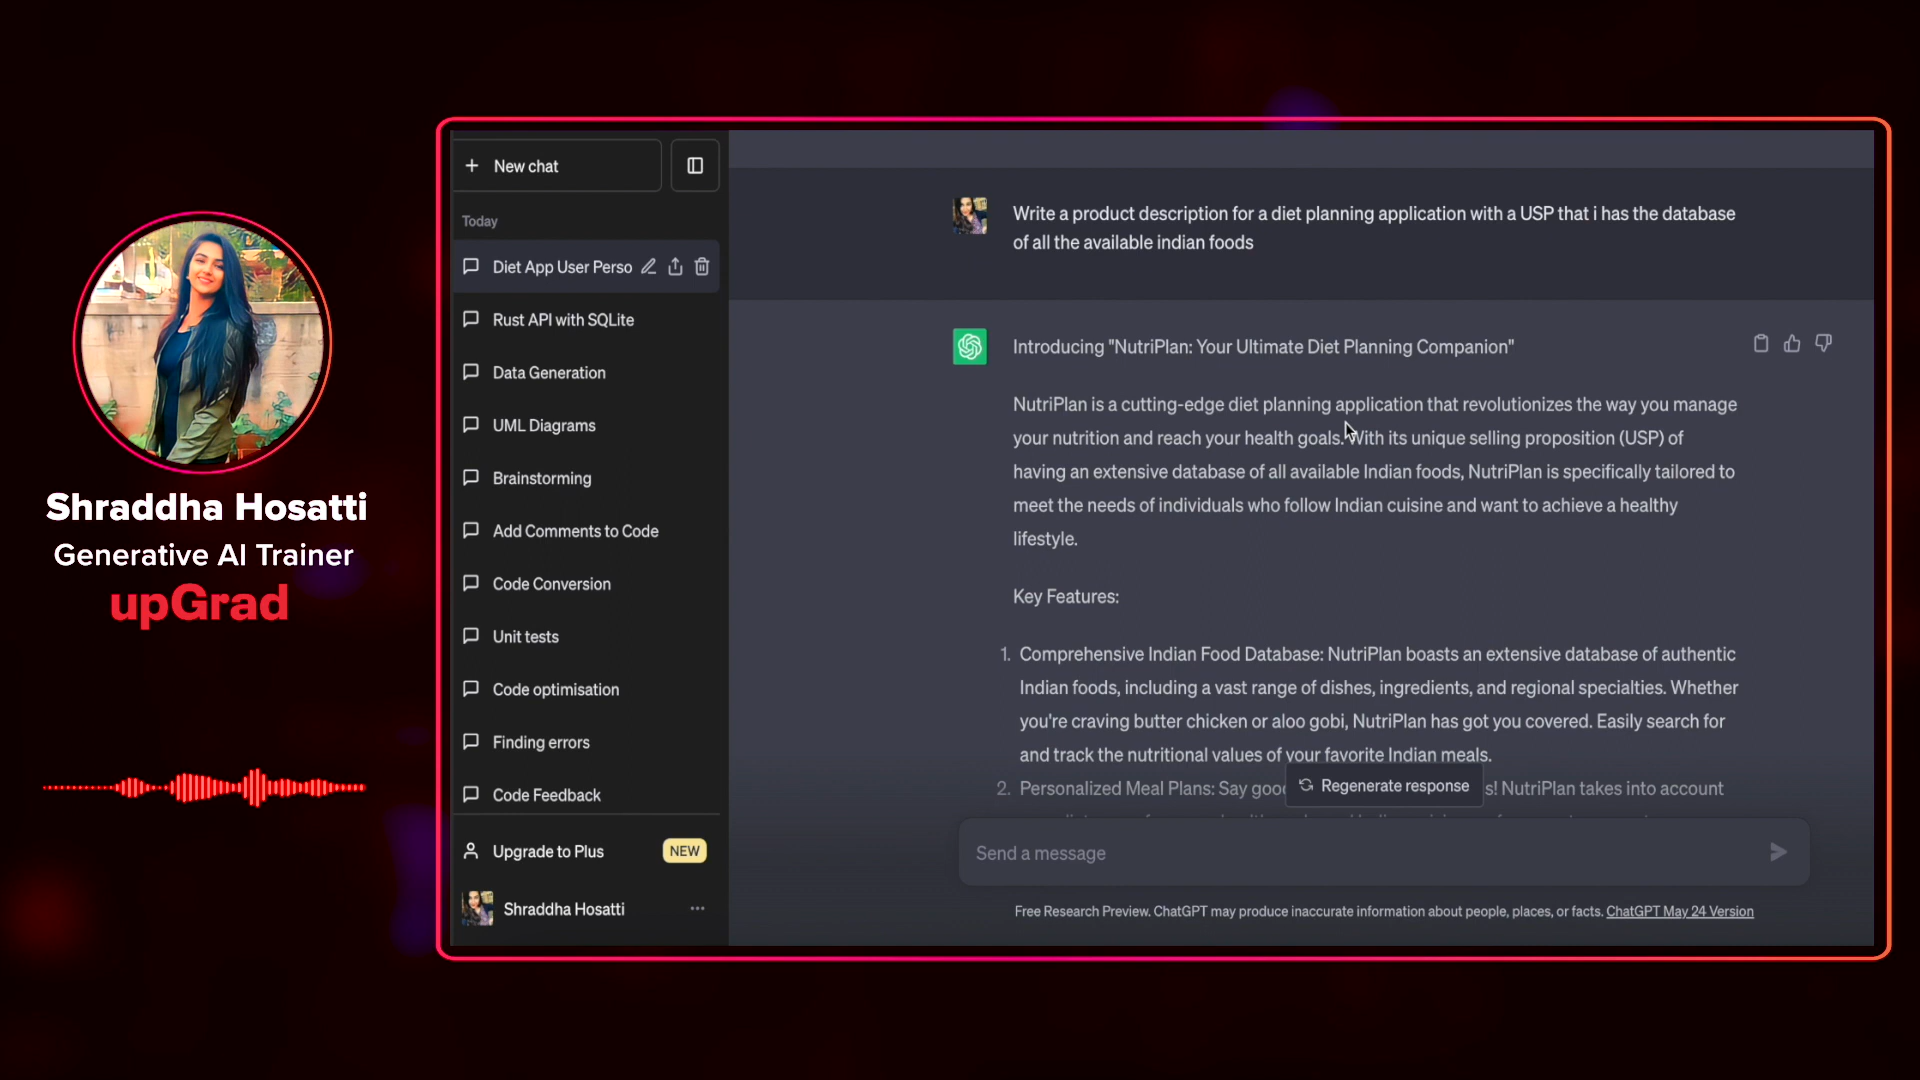 Shraddha Hosatti
Generative AI Trainer
upGrad
New chat
Today
Diet App User Perso
Rust API with SQLite
Data Generation
UML Diagrams
Brainstorming
Add Comments to Code
Code Conversion
Unit tests
Code optimisation
Finding errors
Code Feedback
Upgrade to Plus NEW
Shraddha Hosatti
Write a product description for a diet planning application with a USP that i has the database
of all the available indian foods
Introducing "NutriPlan: Your Ultimate Diet Planning Companion"
NutriPlan is a cutting-edge diet planning application that revolutionizes the way you manage
your nutrition and reach your health goals. With its unique selling proposition (USP) of
having an extensive database of all available Indian foods, NutriPlan is specifically tailored to
meet the needs of individuals who follow Indian cuisine and want to achieve a healthy
lifestyle.
Key Features:
1. Comprehensive Indian Food Database: NutriPlan boasts an extensive database of authentic
Indian foods, including a vast range of dishes, ingredients, and regional specialties. Whether
you're craving butter chicken or aloo gobi, NutriPlan has got you covered. Easily search for
and track the nutritional values of your favorite Indian meals.
2. Personalized Meal Plans: Say goo s! NutriPlan takes into account
Regenerate response
Send a message
Free Research Preview. ChatGPT may produce inaccurate information about people, places, or facts. ChatGPT May 24 Version